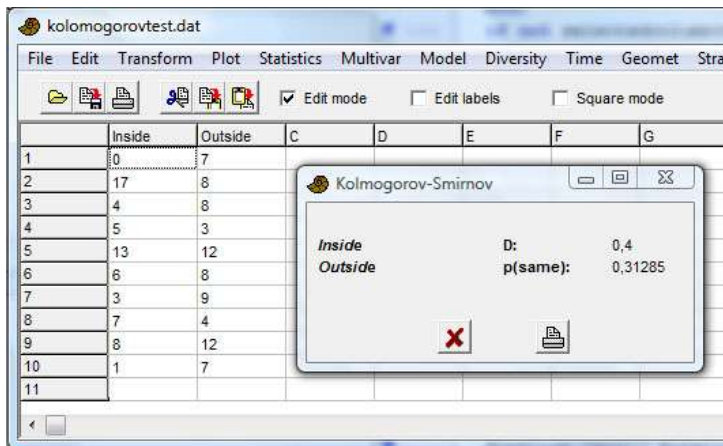 kolomogorovtest.dat
File Edit Transform Plot Statistics Multivar Model Diversity Time Geomet Stra
Edit mode Edit labels Square mode
Inside Outside C D E F G
1 0 7
2 17 8
3 4 8
4 5 3
5 13 12
6 6 8
7 3 9
8 7 4
9 8 12
10 1 7
11
Kolmogorov-Smirnov
Inside D: 0,4
Outside p(same): 0,31285